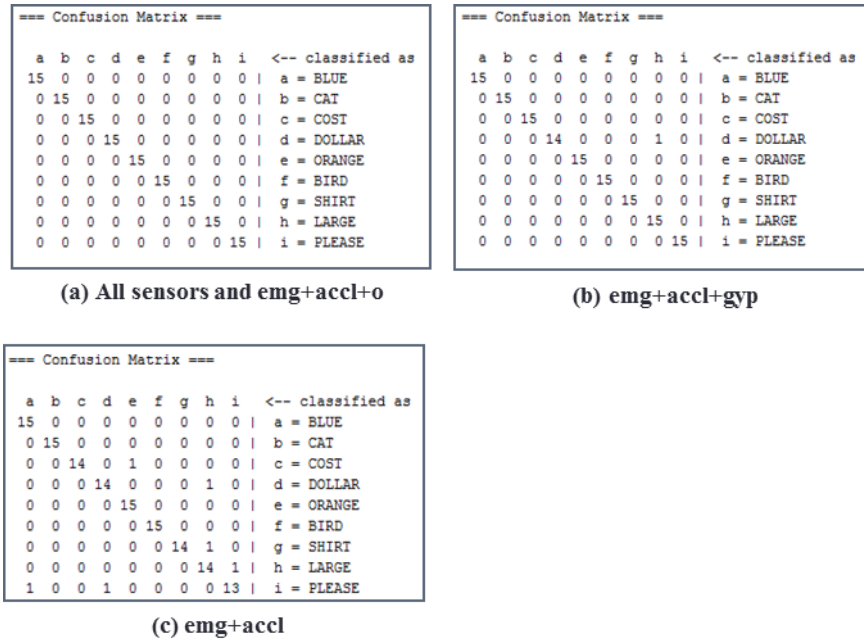 === Confusion Matrix ===
a b c d e f g h i <-- classified as
15 0 0 0 0 0 0 0 0 | a = BLUE
0 15 0 0 0 0 0 0 0 | b = CAT
0 0 15 0 0 0 0 0 0 | c = COST
0 0 0 15 0 0 0 0 0 | d = DOLLAR
0 0 0 0 15 0 0 0 0 | e = ORANGE
0 0 0 0 0 15 0 0 0 | f = BIRD
0 0 0 0 0 0 15 0 0 | g = SHIRT
0 0 0 0 0 0 0 15 0 | h = LARGE
0 0 0 0 0 0 0 0 15 | i = PLEASE
(a) All sensors and emg+accl+o
=== Confusion Matrix ===
a b c d e f g h i <-- classified as
15 0 0 0 0 0 0 0 0 | a = BLUE
0 15 0 0 0 0 0 0 0 | b = CAT
0 0 15 0 0 0 0 0 0 | c = COST
0 0 0 14 0 0 0 1 0 | d = DOLLAR
0 0 0 0 15 0 0 0 0 | e = ORANGE
0 0 0 0 0 15 0 0 0 | f = BIRD
0 0 0 0 0 0 15 0 0 | g = SHIRT
0 0 0 0 0 0 0 15 0 | h = LARGE
0 0 0 0 0 0 0 0 15 | i = PLEASE
(b) emg+accl+gyp
=== Confusion Matrix ===
a b c d e f g h i <-- classified as
15 0 0 0 0 0 0 0 0 | a = BLUE
0 15 0 0 0 0 0 0 0 | b = CAT
0 0 14 0 1 0 0 0 0 | c = COST
0 0 0 14 0 0 0 1 0 | d = DOLLAR
0 0 0 0 15 0 0 0 0 | e = ORANGE
0 0 0 0 0 15 0 0 0 | f = BIRD
0 0 0 0 0 0 14 1 0 | g = SHIRT
0 0 0 0 0 0 0 14 1 | h = LARGE
1 0 0 1 0 0 0 0 13 | i = PLEASE
(c) emg+accl